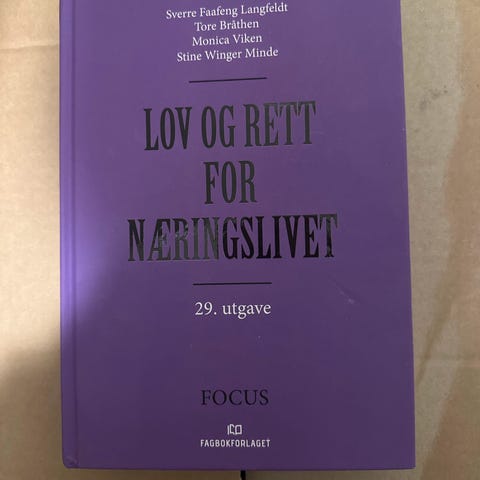 Sverre Faafeng Langfeldt
Tore Bråthen
Monica Viken
Stine Winger Minde
LOV OG RETT
FOR
NÆRINGSLIVET
29. utgave
FOCUS
FAGBOKFORLAGET